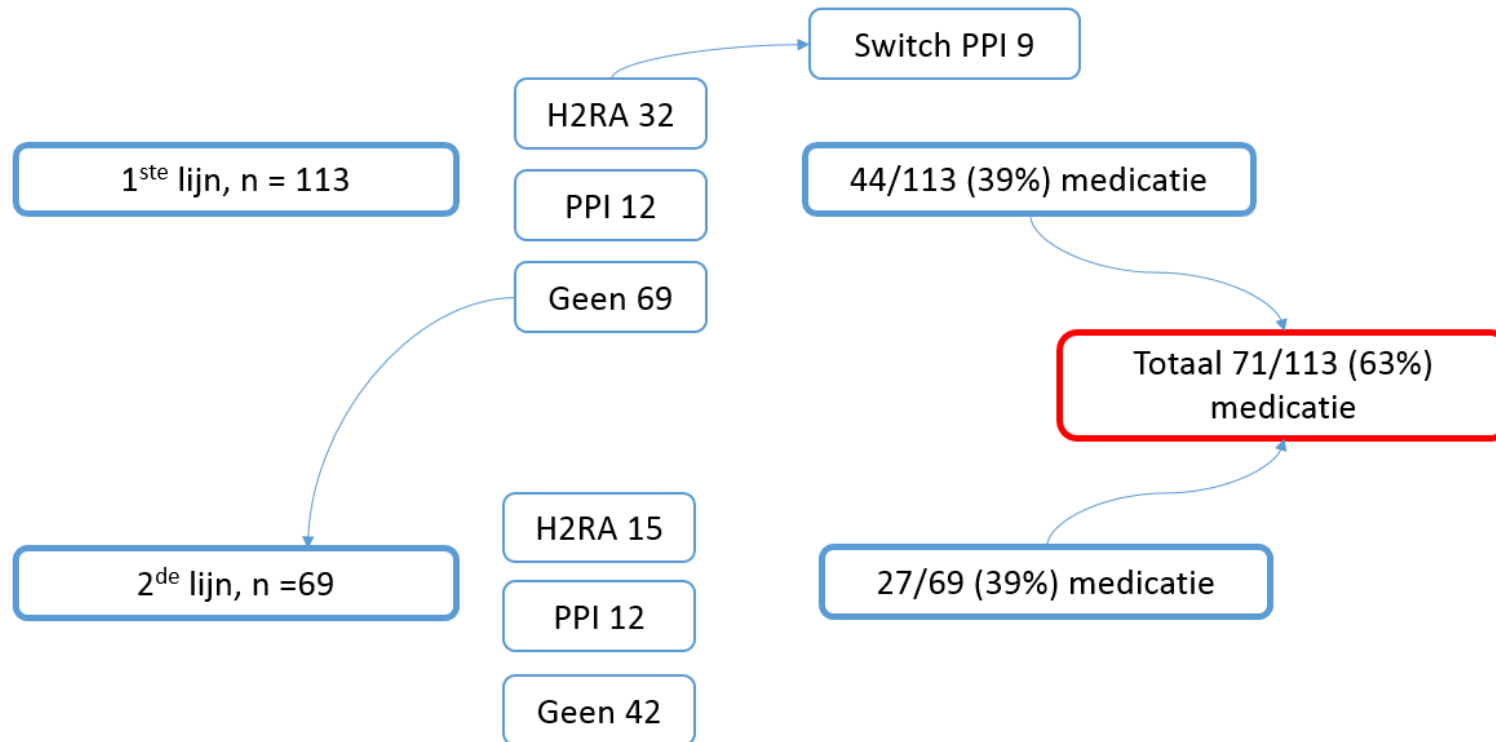 Switch PPI 9
H2RA 32
1ste lijn, n = 113
PPI 12
44/113 (39%) medicatie
Geen 69
Totaal 71/113 (63%)
medicatie
H2RA 15
2de lijn, n =69
PPI 12
27/69 (39%) medicatie
Geen 42